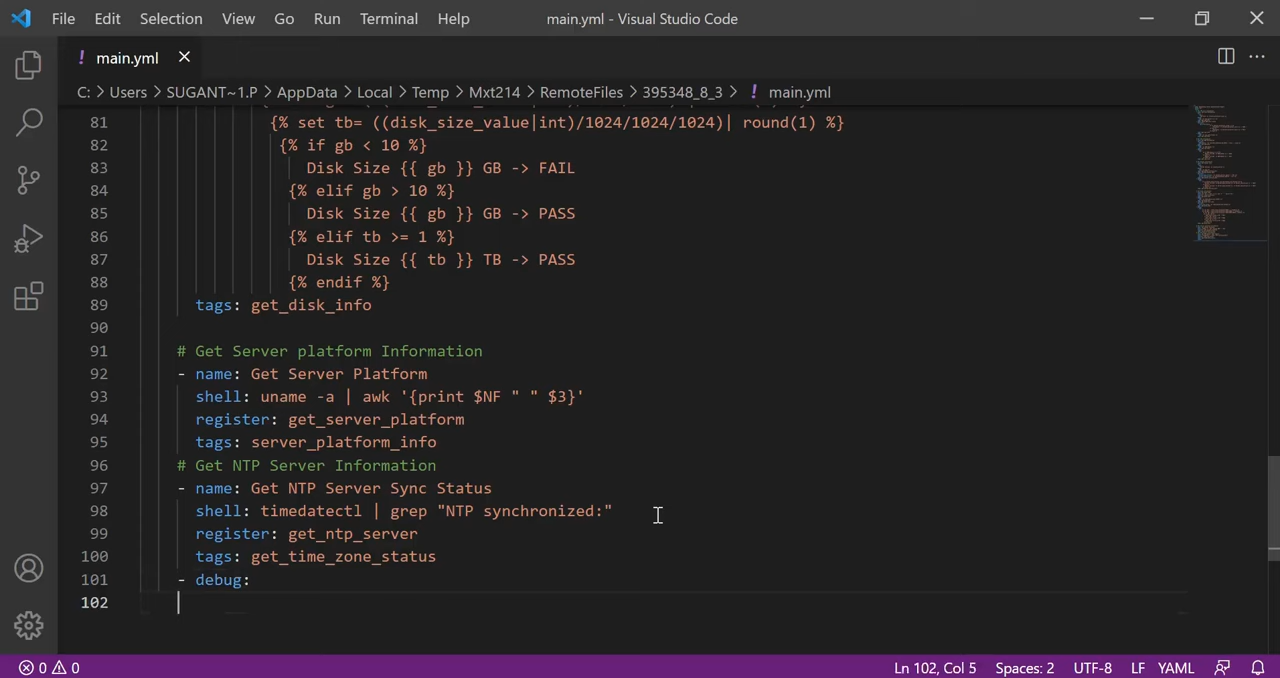 File Edit Selection View Go Run Terminal Help main.yml - Visual Studio Code
! main.yml
C: > Users > SUGANT~1.P > AppData > Local > Temp > Mxt214 > RemoteFiles > 395348_8_3 > ! main.yml
81 {% set tb= ((disk_size_value|int)/1024/1024/1024)| round(1) %}
82 {% if gb < 10 %}
83 Disk Size {{ gb }} GB -> FAIL
84 {% elif gb > 10 %}
85 Disk Size {{ gb }} GB -> PASS
86 {% elif tb >= 1 %}
87 Disk Size {{ tb }} TB -> PASS
88 {% endif %}
89 tags: get_disk_info
90
91 # Get Server platform Information
92 - name: Get Server Platform
93 shell: uname -a | awk '{print $NF " " $3}'
94 register: get_server_platform
95 tags: server_platform_info
96 # Get NTP Server Information
97 - name: Get NTP Server Sync Status
98 shell: timedatectl | grep "NTP synchronized:"
99 register: get_ntp_server
100 tags: get_time_zone_status
101 - debug:
102
0 0 Ln 102, Col 5 Spaces: 2 UTF-8 LF YAML